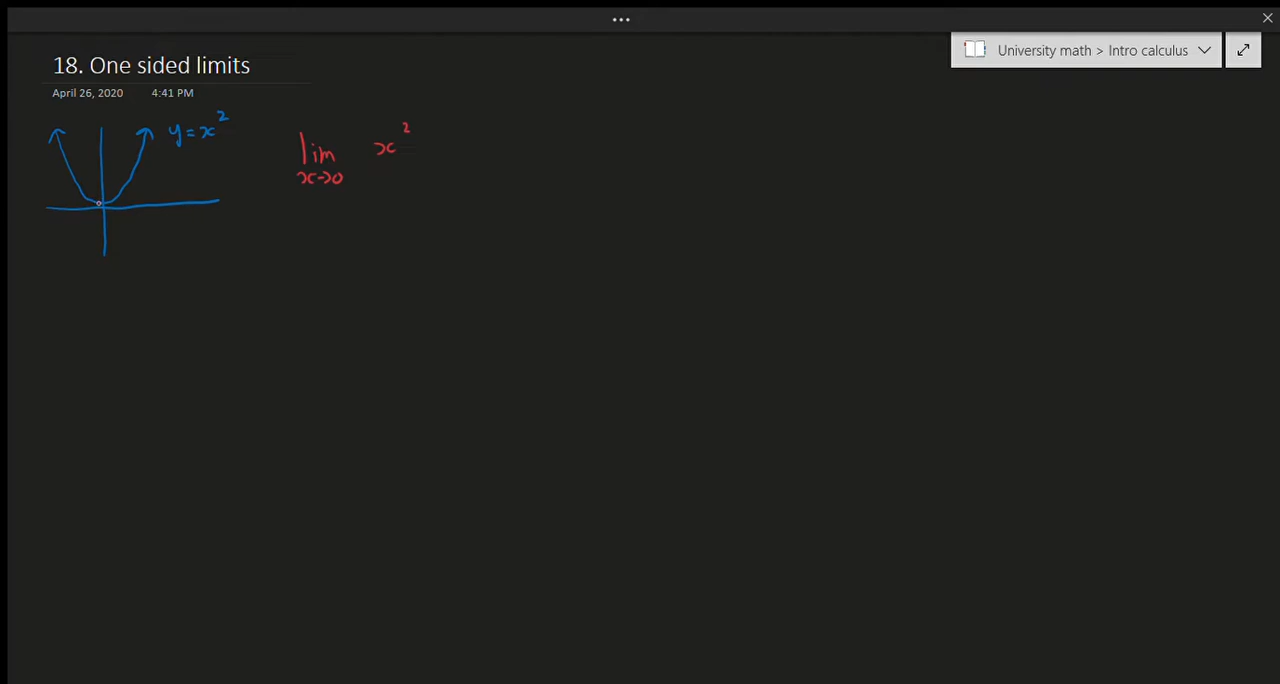 •••
University math > Intro calculus
18. One sided limits
April 26, 2020 4:41 PM
y = x²
lim x²
x→0